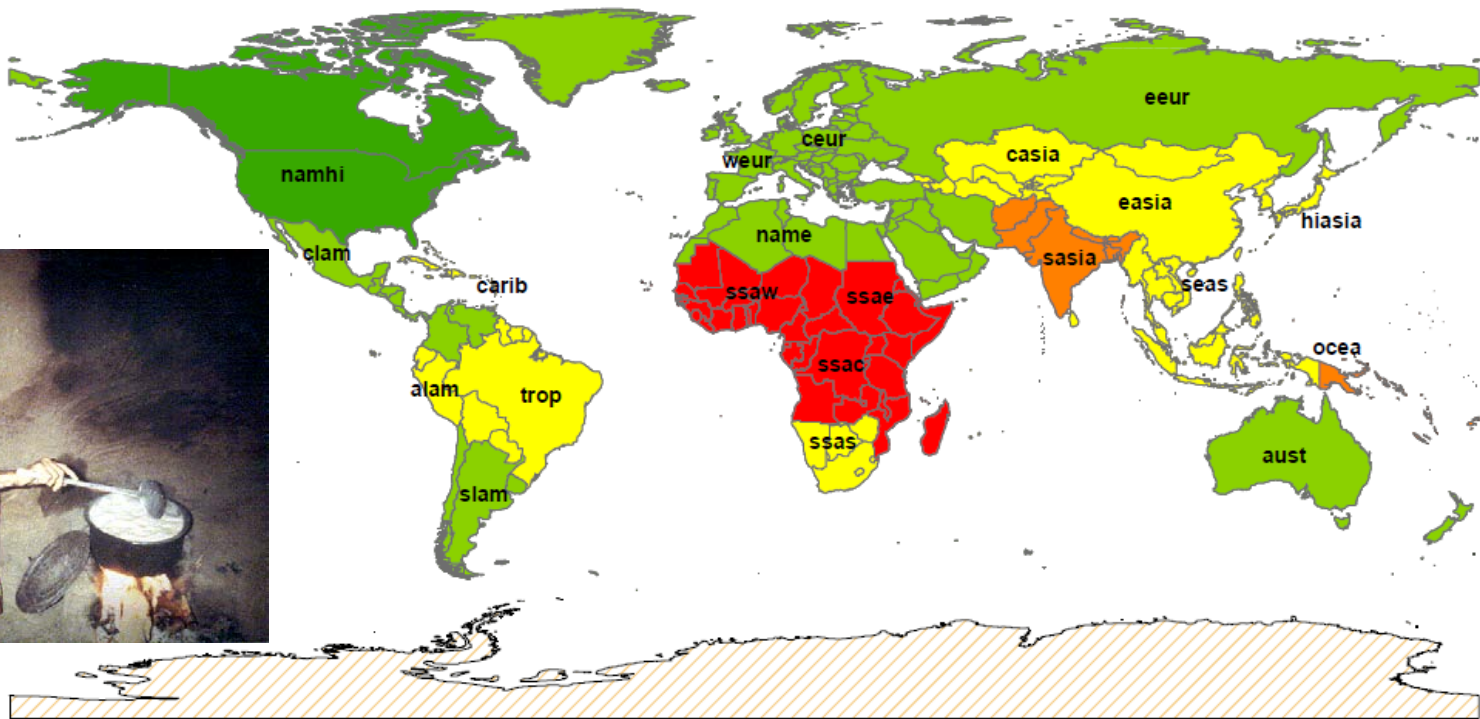 eeur
ceur
weur
casia
namhi
easia
hiasia
name
clam
sasia
carib
seas
ssaw
ssae
ocea
ssac
alam
trop
ssas
aust
slam